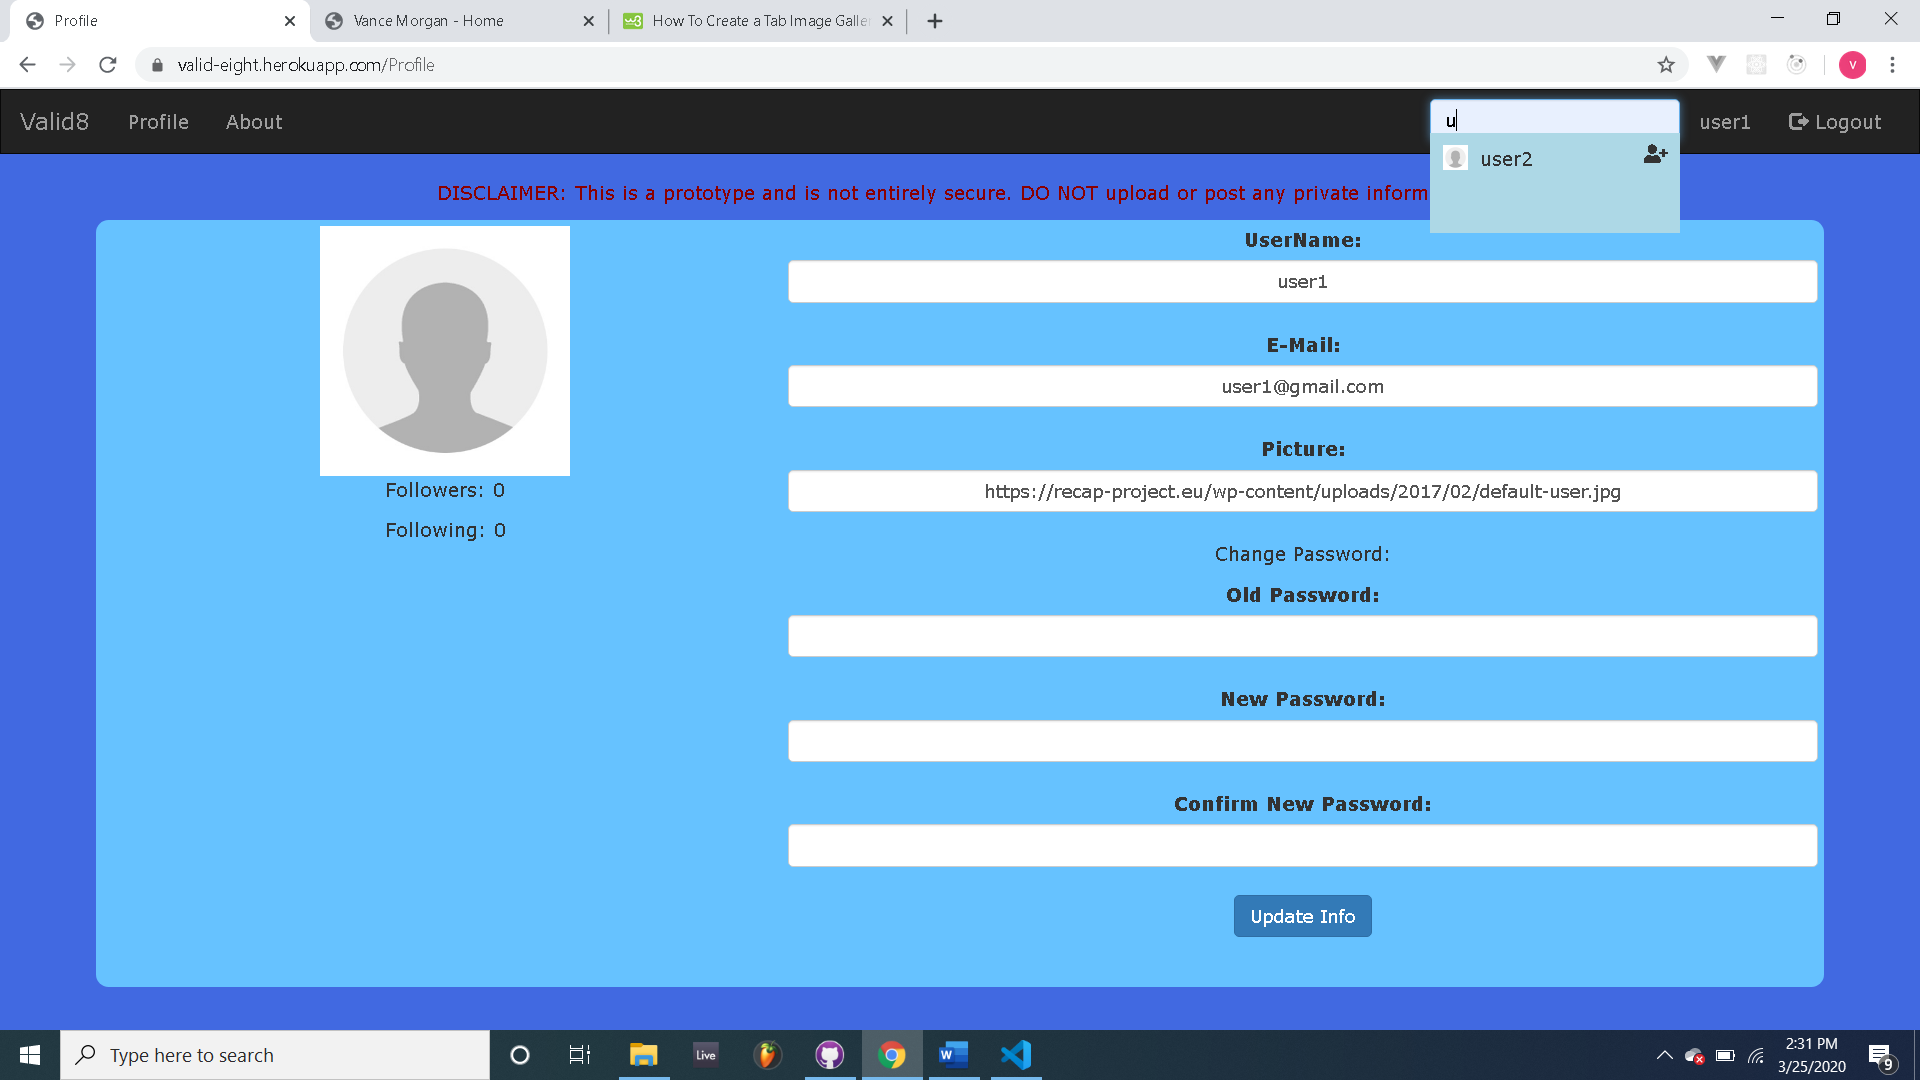 Profile
Vance Morgan - Home
How To Create a Tab Image Galle
valid-eight.herokuapp.com/Profile
V
Valid8
Profile
About
u
user1
Logout
user2
DISCLAIMER: This is a prototype and is not entirely secure. DO NOT upload or post any private inform
UserName:
user1
E-Mail:
user1@gmail.com
Picture:
https://recap-project.eu/wp-content/uploads/2017/02/default-user.jpg
Followers: 0
Following: 0
Change Password:
Old Password:
New Password:
Confirm New Password:
Update Info
Type here to search
Live
W
2:31 PM
3/25/2020
9